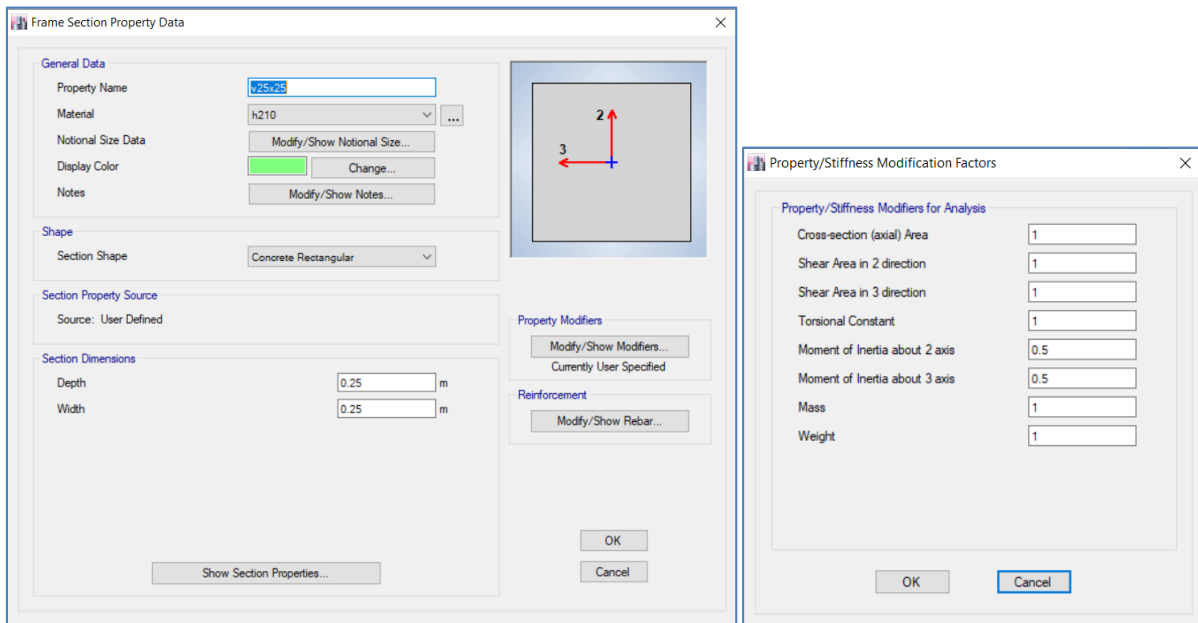 Frame Section Property Data
General Data
Property Name v25x25
Material h210 ...
Notional Size Data Modify/Show Notional Size...
Display Color Change...
Notes Modify/Show Notes...
Shape
Section Shape Concrete Rectangular
Section Property Source
Source: User Defined
Section Dimensions
Depth 0.25 m
Width 0.25 m
Show Section Properties...
2
3
Property Modifiers
Modify/Show Modifiers...
Currently User Specified
Reinforcement
Modify/Show Rebar...
OK
Cancel
Property/Stiffness Modification Factors
Property/Stiffness Modifiers for Analysis
Cross-section (axial) Area 1
Shear Area in 2 direction 1
Shear Area in 3 direction 1
Torsional Constant 1
Moment of Inertia about 2 axis 0.5
Moment of Inertia about 3 axis 0.5
Mass 1
Weight 1
OK Cancel